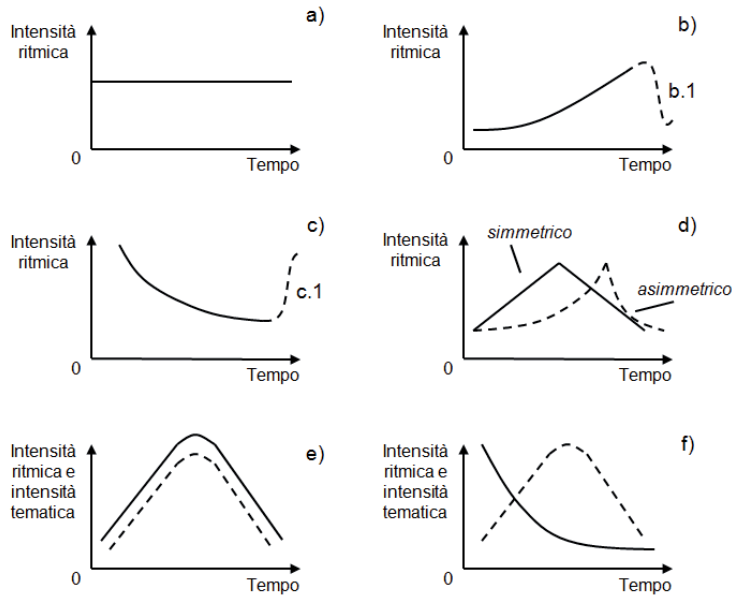 a)
Intensità
ritmica
0
Tempo
b)
Intensità
ritmica
b.1
0
Tempo
c)
Intensità
ritmica
c.1
0
Tempo
d)
Intensità
ritmica
simmetrico
asimmetrico
0
Tempo
e)
Intensità
ritmica e
intensità
tematica
0
Tempo
f)
Intensità
ritmica e
intensità
tematica
0
Tempo